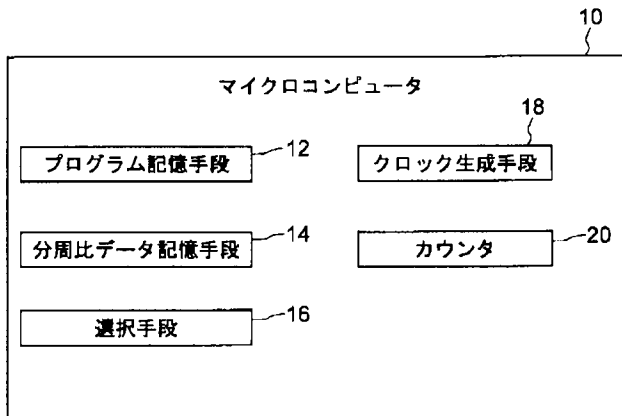 10
マイクロコンピュータ
18
プログラム記憶手段
12
クロック生成手段
分周比データ記憶手段
14
カウンタ
20
選択手段
16